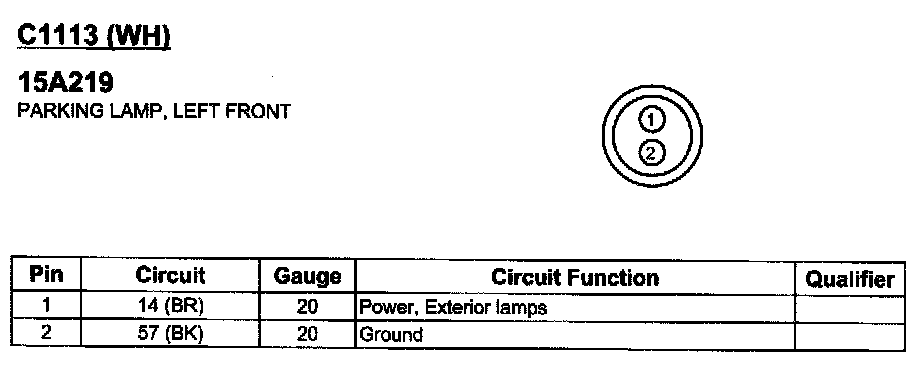 C1113 (WH)
15A219
PARKING LAMP, LEFT FRONT
1
2
Pin Circuit Gauge Circuit Function Qualifier
1 14 (BR) 20 Power, Exterior lamps
2 57 (BK) 20 Ground